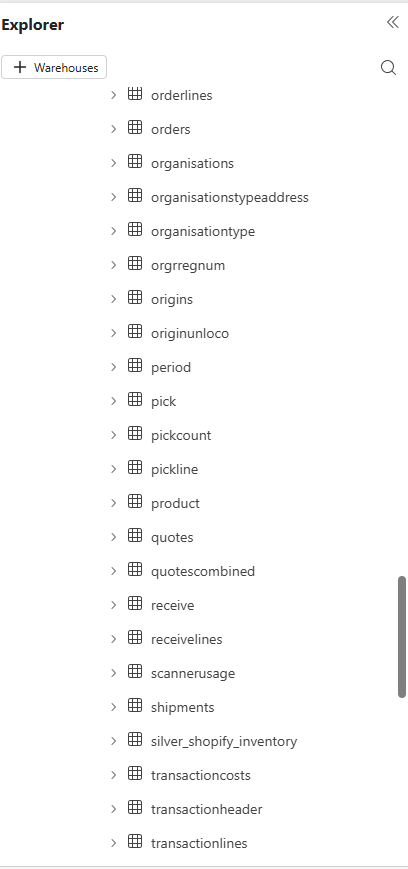 Explorer
+ Warehouses
orderlines
orders
organisations
organisationstypeaddress
organisationtype
orgrregnum
origins
originunloco
period
pick
pickcount
pickline
product
quotes
quotescombined
receive
receivelines
scannerusage
shipments
silver_shopify_inventory
transactioncosts
transactionheader
transactionlines